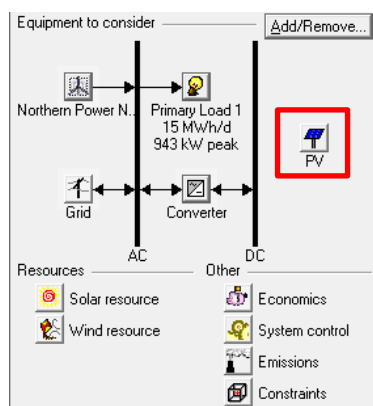 Equipment to consider
Add/Remove...
Northern Power N..
Primary Load 1
15 MWh/d
943 kW peak
PV
Grid
Converter
AC
DC
Resources
Other
Solar resource
Economics
Wind resource
System control
Emissions
Constraints